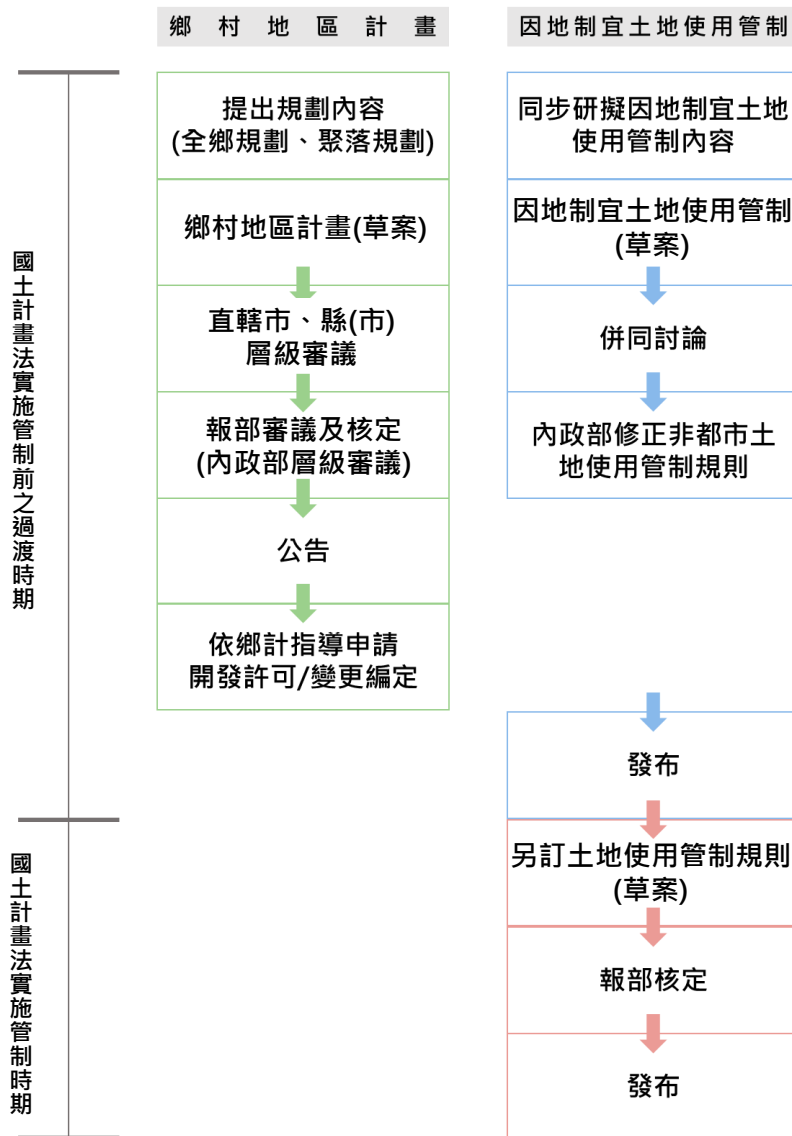 鄉村地區計畫
因地制宜土地使用管制
國土計畫法實施管制前之過渡時期
提出規劃內容
(全鄉規劃、聚落規劃)
同步研擬因地制宜土地
使用管制內容
鄉村地區計畫(草案)
因地制宜土地使用管制
(草案)
直轄市、縣(市)
層級審議
併同討論
報部審議及核定
(內政部層級審議)
內政部修正非都市土
地使用管制規則
公告
依鄉計指導申請
開發許可/變更編定
發布
國土計畫法實施管制時期
另訂土地使用管制規則
(草案)
報部核定
發布